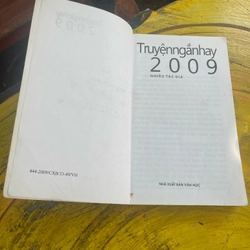 Truyệnngắnhay
2009
NHIỀU TÁC GIẢ
NHÀ XUẤT BẢN VĂN HỌC